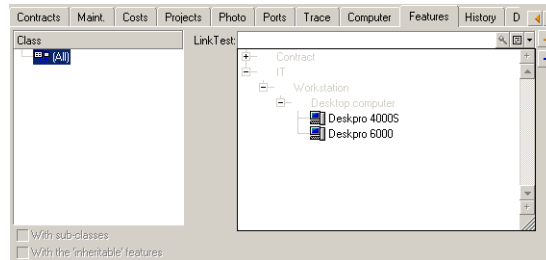 Contracts Maint. Costs Projects Photo Ports Trace Computer Features History D
Class
(All)
LinkTest:
Contract
IT
Workstation
Desktop computer
Deskpro 4000S
Deskpro 6000
With sub-classes
With the 'inheritable' features